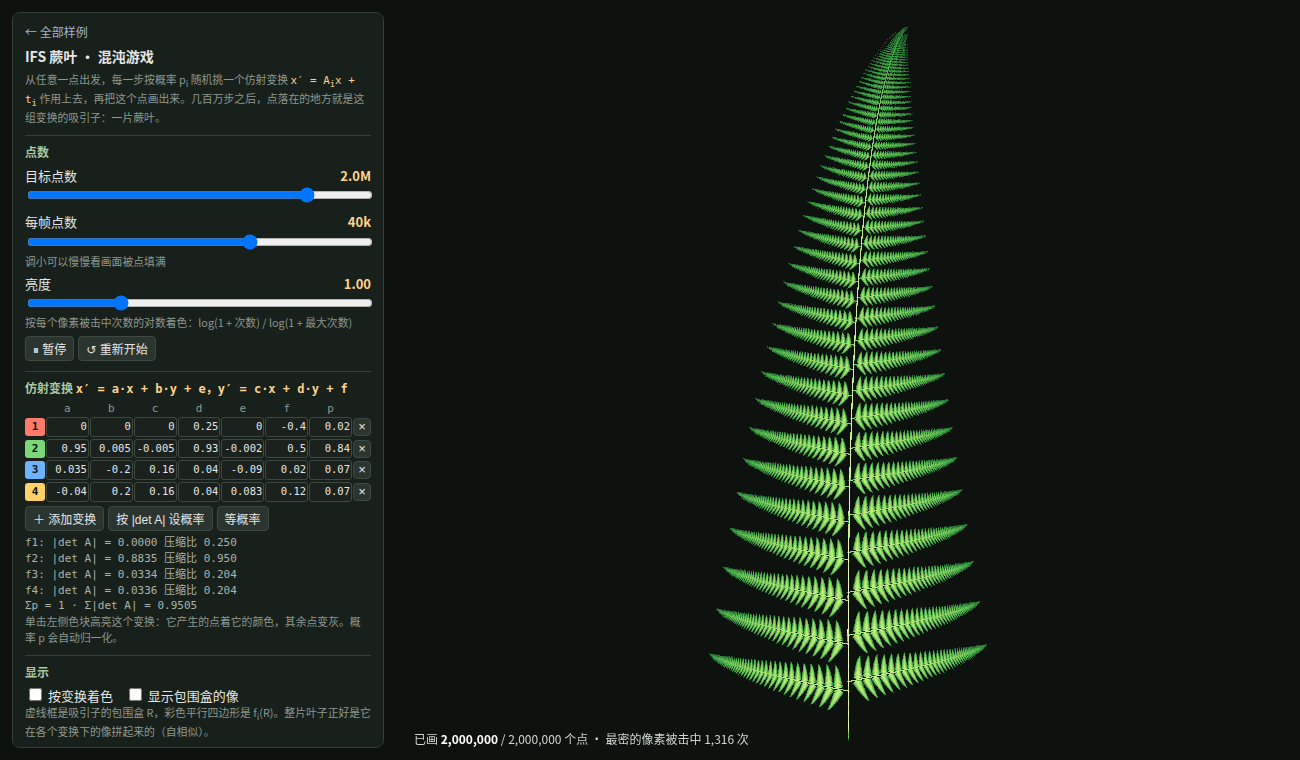 ← 全部样例
IFS 蕨叶 · 混沌游戏
从任意一点出发，每一步按概率 pᵢ 随机挑一个仿射变换 x′ = Aᵢx +
tᵢ 作用上去，再把这个点画出来。几百万步之后，点落在的地方就是这
组变换的吸引子：一片蕨叶。
点数
目标点数 2.0M
每帧点数 40k
调小可以慢慢看画面被点填满
亮度 1.00
按每个像素被击中次数的对数着色：log(1 + 次数) / log(1 + 最大次数)
⏸ 暂停 ↺ 重新开始
仿射变换 x′ = a·x + b·y + e，y′ = c·x + d·y + f
a b c d e f p
1 0 0 0 0.25 0 -0.4 0.02 ×
2 0.95 0.005 -0.005 0.93 -0.002 0.5 0.84 ×
3 0.035 -0.2 0.16 0.04 -0.09 0.02 0.07 ×
4 -0.04 0.2 0.16 0.04 0.083 0.12 0.07 ×
＋ 添加变换 按 |det A| 设概率 等概率
f1: |det A| = 0.0000 压缩比 0.250
f2: |det A| = 0.8835 压缩比 0.950
f3: |det A| = 0.0334 压缩比 0.204
f4: |det A| = 0.0336 压缩比 0.204
Σp = 1 · Σ|det A| = 0.9505
单击左侧色块高亮这个变换：它产生的点着它的颜色，其余点变灰。概
率 p 会自动归一化。
显示
按变换着色 显示包围盒的像
虚线框是吸引子的包围盒 R，彩色平行四边形是 fᵢ(R)。整片叶子正好是它
在各个变换下的像拼起来的（自相似）。
已画 2,000,000 / 2,000,000 个点 · 最密的像素被击中 1,316 次